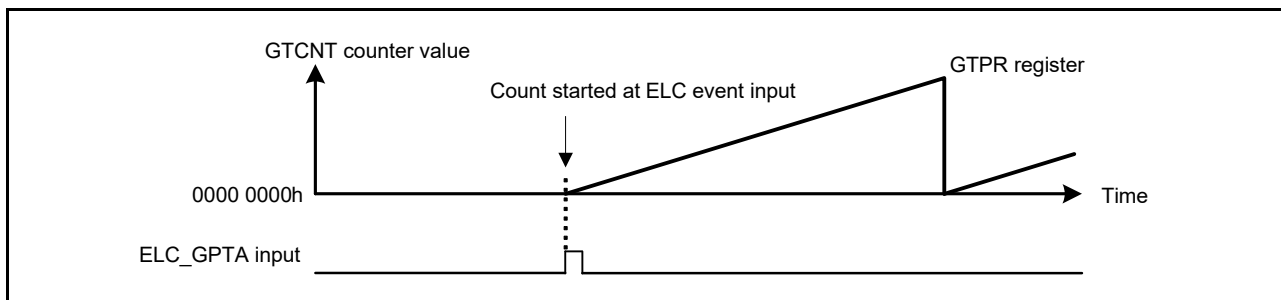 GTCNT counter value
GTPR register
Count started at ELC event input
0000 0000h
Time
ELC_GPTA input